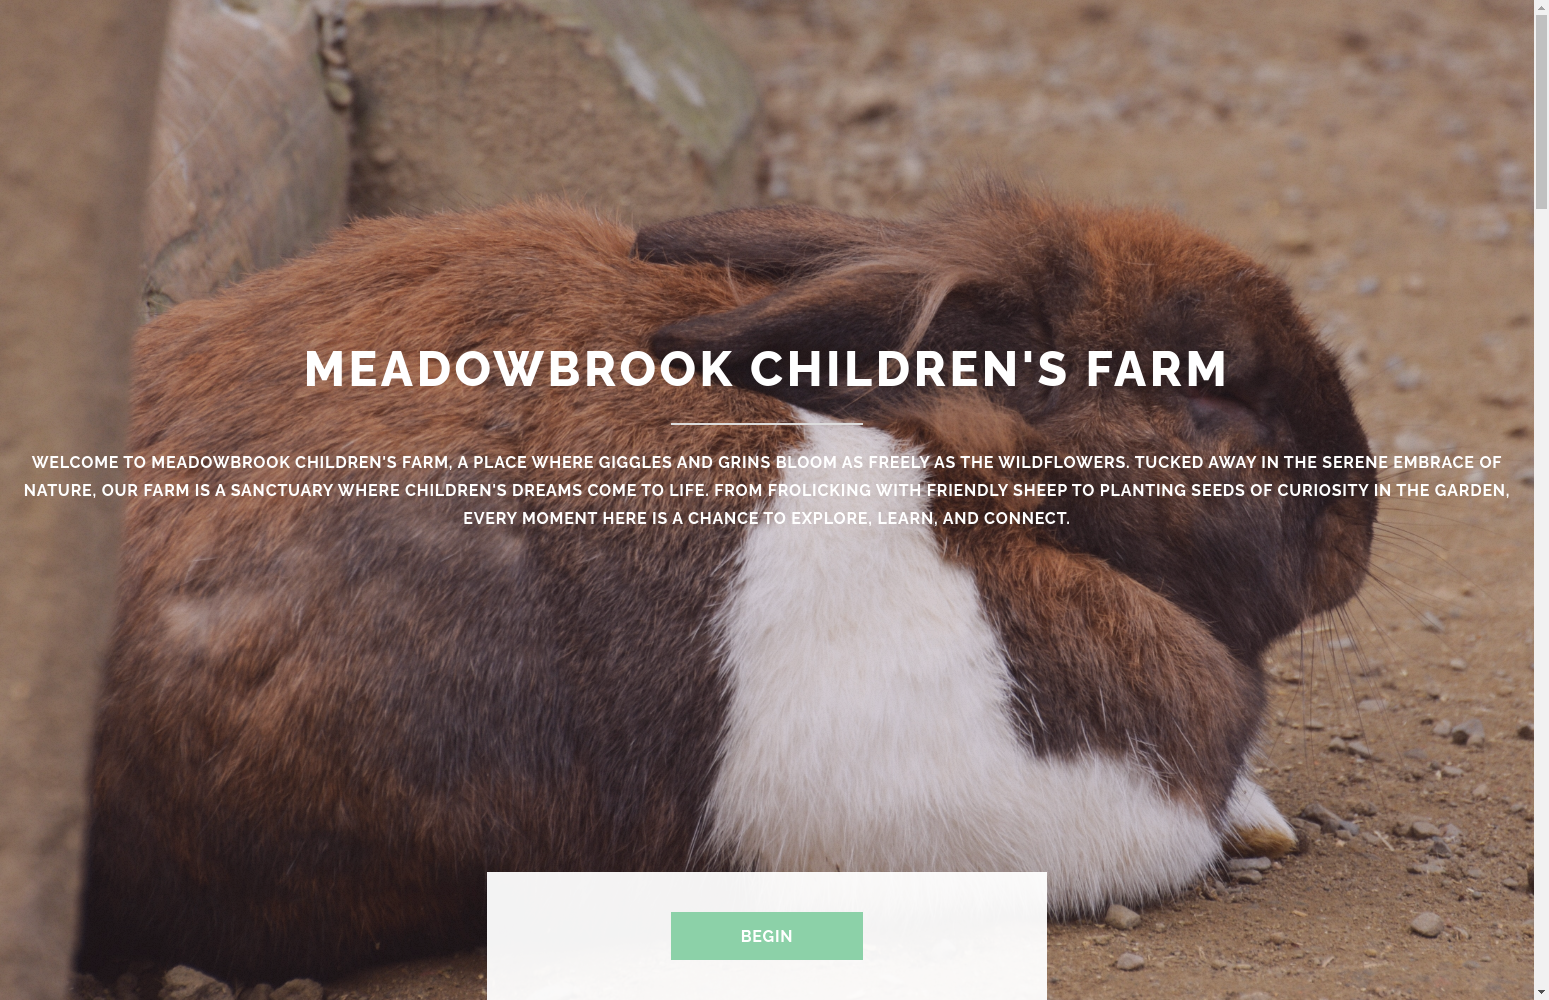 MEADOWBROOK CHILDREN'S FARM
WELCOME TO MEADOWBROOK CHILDREN'S FARM, A PLACE WHERE GIGGLES AND GRINS BLOOM AS FREELY AS THE WILDFLOWERS. TUCKED AWAY IN THE SERENE EMBRACE OF
NATURE, OUR FARM IS A SANCTUARY WHERE CHILDREN'S DREAMS COME TO LIFE. FROM FROLICKING WITH FRIENDLY SHEEP TO PLANTING SEEDS OF CURIOSITY IN THE GARDEN,
EVERY MOMENT HERE IS A CHANCE TO EXPLORE, LEARN, AND CONNECT.
BEGIN